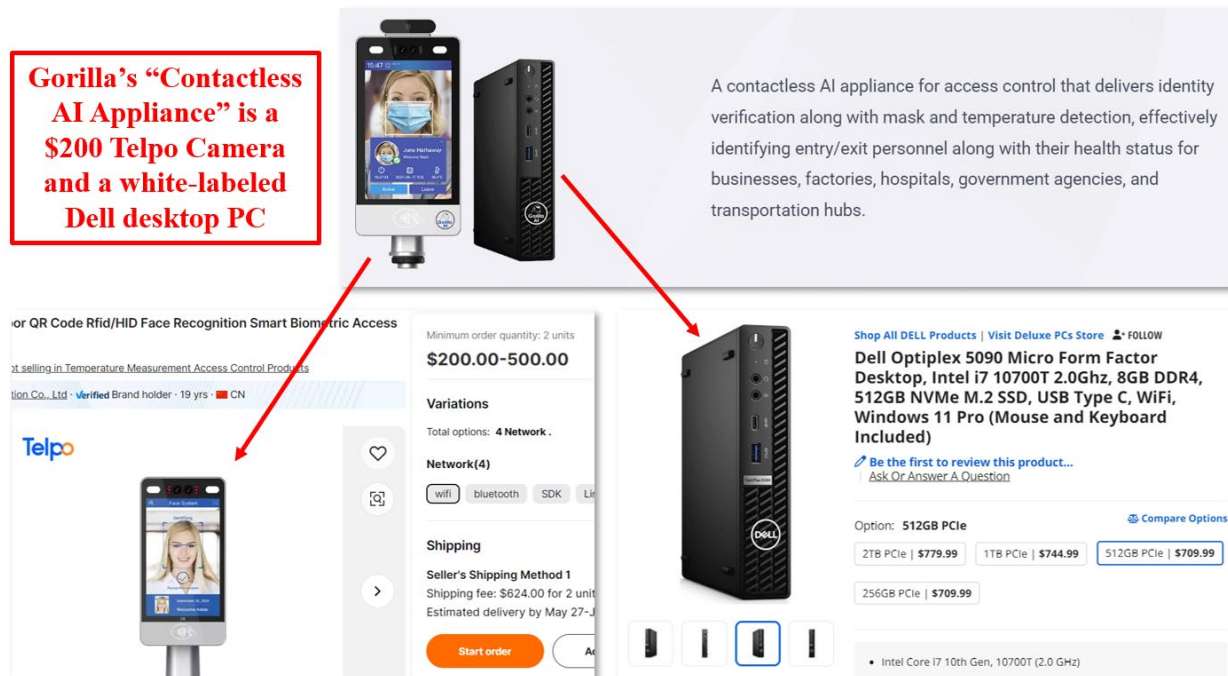 Gorilla's “Contactless
AI Appliance” is a
$200 Telpo Camera
and a white-labeled
Dell desktop PC
15:47
Jane Hathaway
Gorilla
AI
Gorilla
AI
A contactless AI appliance for access control that delivers identity
verification along with mask and temperature detection, effectively
identifying entry/exit personnel along with their health status for
businesses, factories, hospitals, government agencies, and
transportation hubs.
or QR Code Rfid/HID Face Recognition Smart Biometric Access
ot selling in Temperature Measurement Access Control Products
tion Co., Ltd · Verified Brand holder · 19 yrs · CN
Telpo
Face System
Minimum order quantity: 2 units
$200.00-500.00
Variations
Total options: 4 Network .
Network(4)
wifi
bluetooth
SDK
Shipping
Seller's Shipping Method 1
Shipping fee: $624.00 for 2 unit
Estimated delivery by May 27-J
Start order
DELL
Shop All DELL Products | Visit Deluxe PCs Store FOLLOW
Dell Optiplex 5090 Micro Form Factor
Desktop, Intel i7 10700T 2.0Ghz, 8GB DDR4,
512GB NVMe M.2 SSD, USB Type C, WiFi,
Windows 11 Pro (Mouse and Keyboard
Included)
Be the first to review this product...
Ask Or Answer A Question
Option: 512GB PCIe
Compare Options
2TB PCIe | $779.99
1TB PCIe | $744.99
512GB PCIe | $709.99
256GB PCIe | $709.99
• Intel Core i7 10th Gen, 10700T (2.0 GHz)